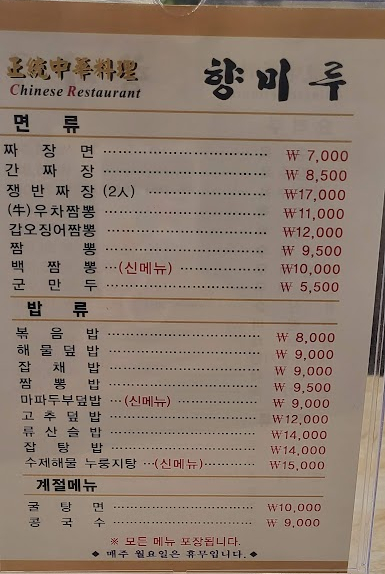 正統中華料理
향미루
Chinese Restaurant
면 류
짜 장 면 ₩ 7,000
간 짜 장 ₩ 8,500
쟁 반 짜 장 (2人) ₩17,000
(牛)우차짬뽕 ₩11,000
갑오징어짬뽕 ₩12,000
짬 뽕 ₩ 9,500
백 짬 뽕 (신메뉴) ₩10,000
군 만 두 ₩ 5,500
밥 류
볶 음 밥 ₩ 8,000
해 물 덮 밥 ₩ 9,000
잡 채 밥 ₩ 9,000
짬 뽕 밥 ₩ 9,500
마파두부덮밥 (신메뉴) ₩ 9,000
고 추 덮 밥 ₩12,000
류 산 슬 밥 ₩14,000
잡 탕 밥 ₩14,000
수제해물 누룽지탕 (신메뉴) ₩15,000
계절메뉴
굴 탕 면 ₩10,000
콩 국 수 ₩ 9,000
※ 모든 메뉴 포장됩니다.
◆ 매주 월요일은 휴무입니다. ◆